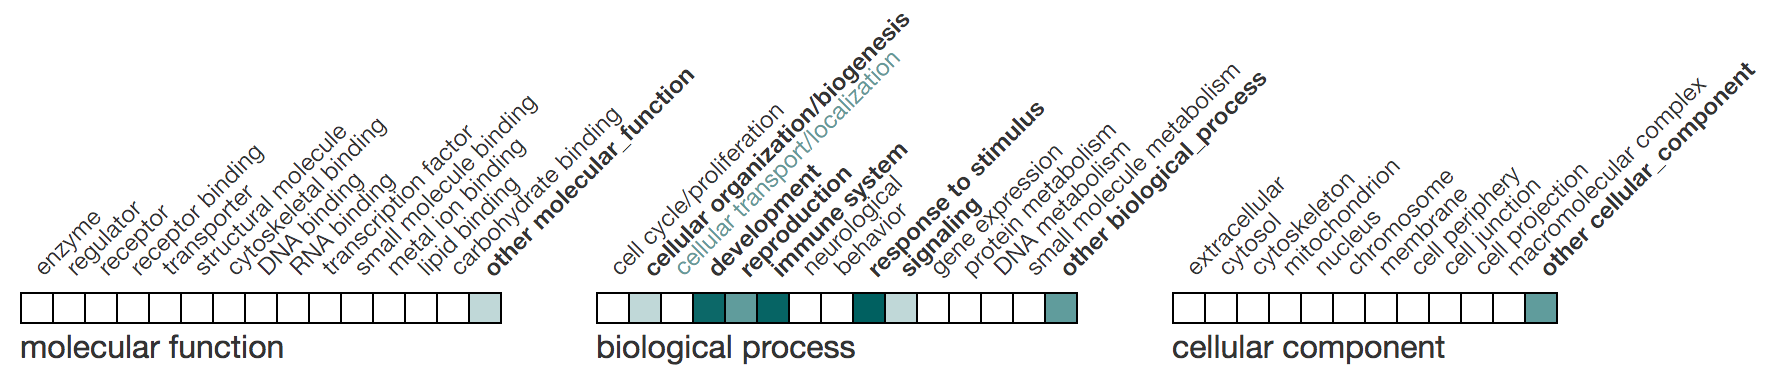 enzyme
regulator
receptor
receptor binding
transporter
structural molecule
cytoskeletal binding
DNA binding
RNA binding
transcription factor
small molecule binding
metal ion binding
lipid binding
carbohydrate binding
other molecular_function
molecular function
cell cycle/proliferation
cellular organization/biogenesis
cellular transport/localization
development
reproduction
immune system
neurological
behavior
response to stimulus
signaling
gene expression
protein metabolism
DNA metabolism
small molecule metabolism
other biological_process
biological process
extracellular
cytosol
cytoskeleton
mitochondrion
nucleus
chromosome
membrane
cell periphery
cell junction
cell projection
macromolecular complex
other cellular_component
cellular component